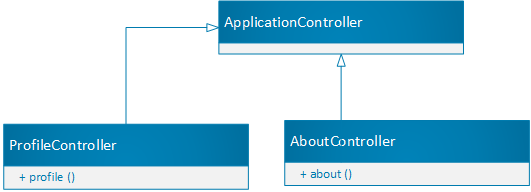 ApplicationController
ProfileController
+ profile ()
AboutController
+ about ()